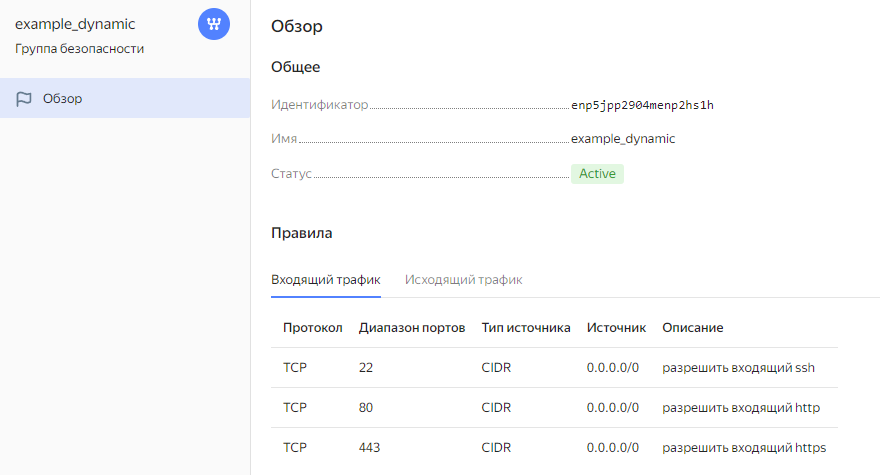 example_dynamic
Группа безопасности
Обзор
Обзор
Общее
Идентификатор enp5jpp2904menp2hs1h
Имя example_dynamic
Статус Active
Правила
Входящий трафик Исходящий трафик
Протокол Диапазон портов Тип источника Источник Описание
TCP 22 CIDR 0.0.0.0/0 разрешить входящий ssh
TCP 80 CIDR 0.0.0.0/0 разрешить входящий http
TCP 443 CIDR 0.0.0.0/0 разрешить входящий https